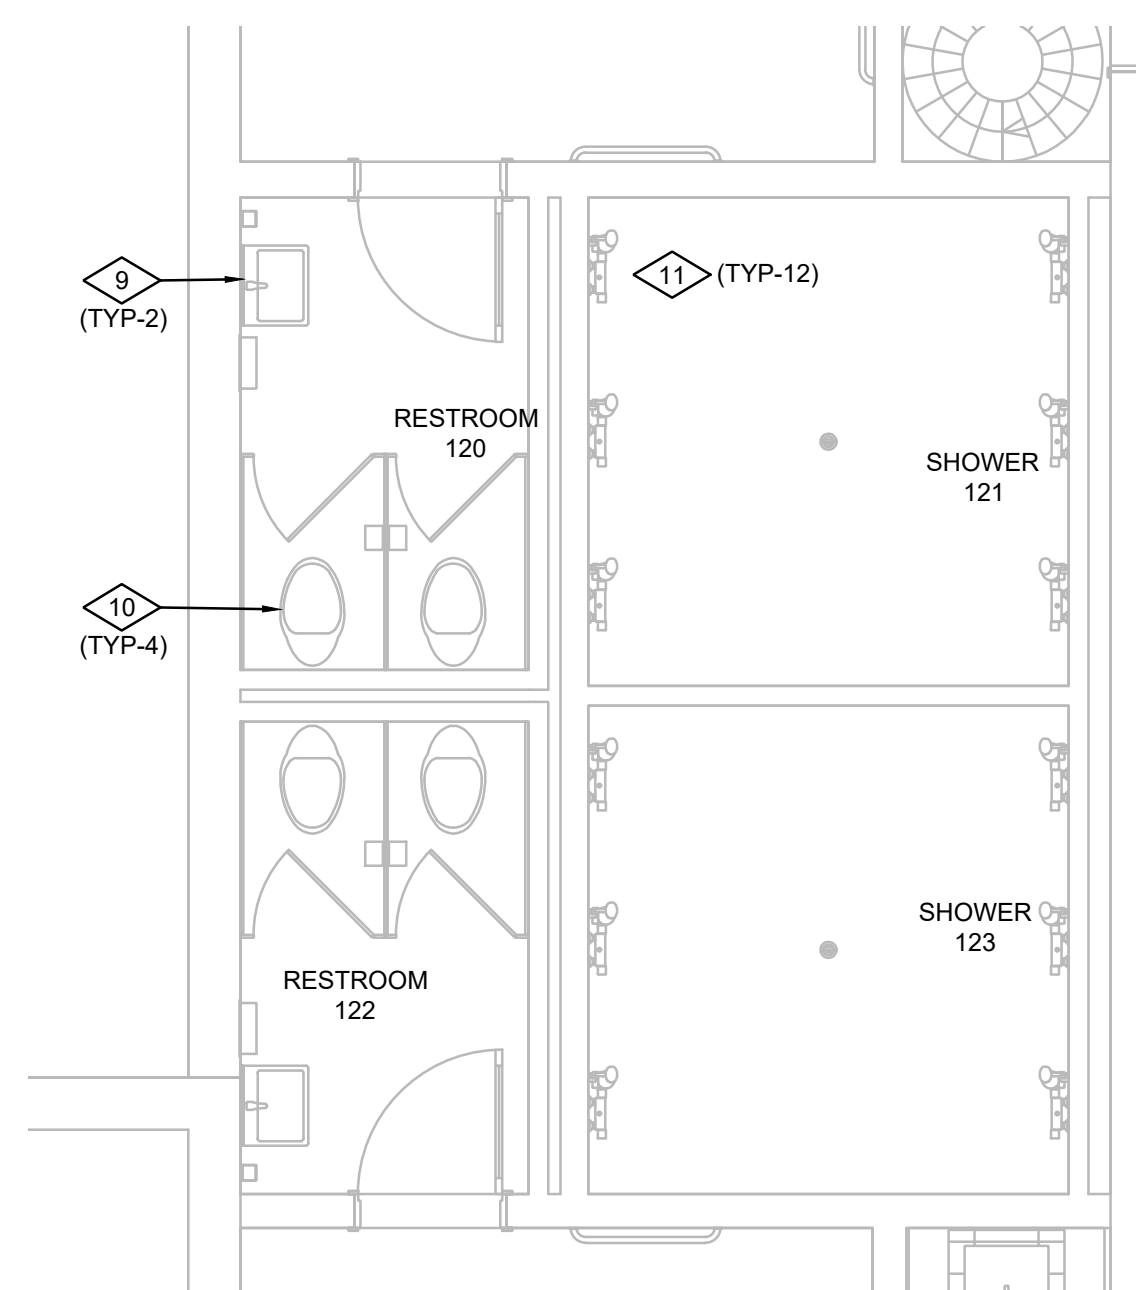 9
(TYP-2)
11 (TYP-12)
RESTROOM
120
SHOWER
121
10
(TYP-4)
SHOWER
123
RESTROOM
122